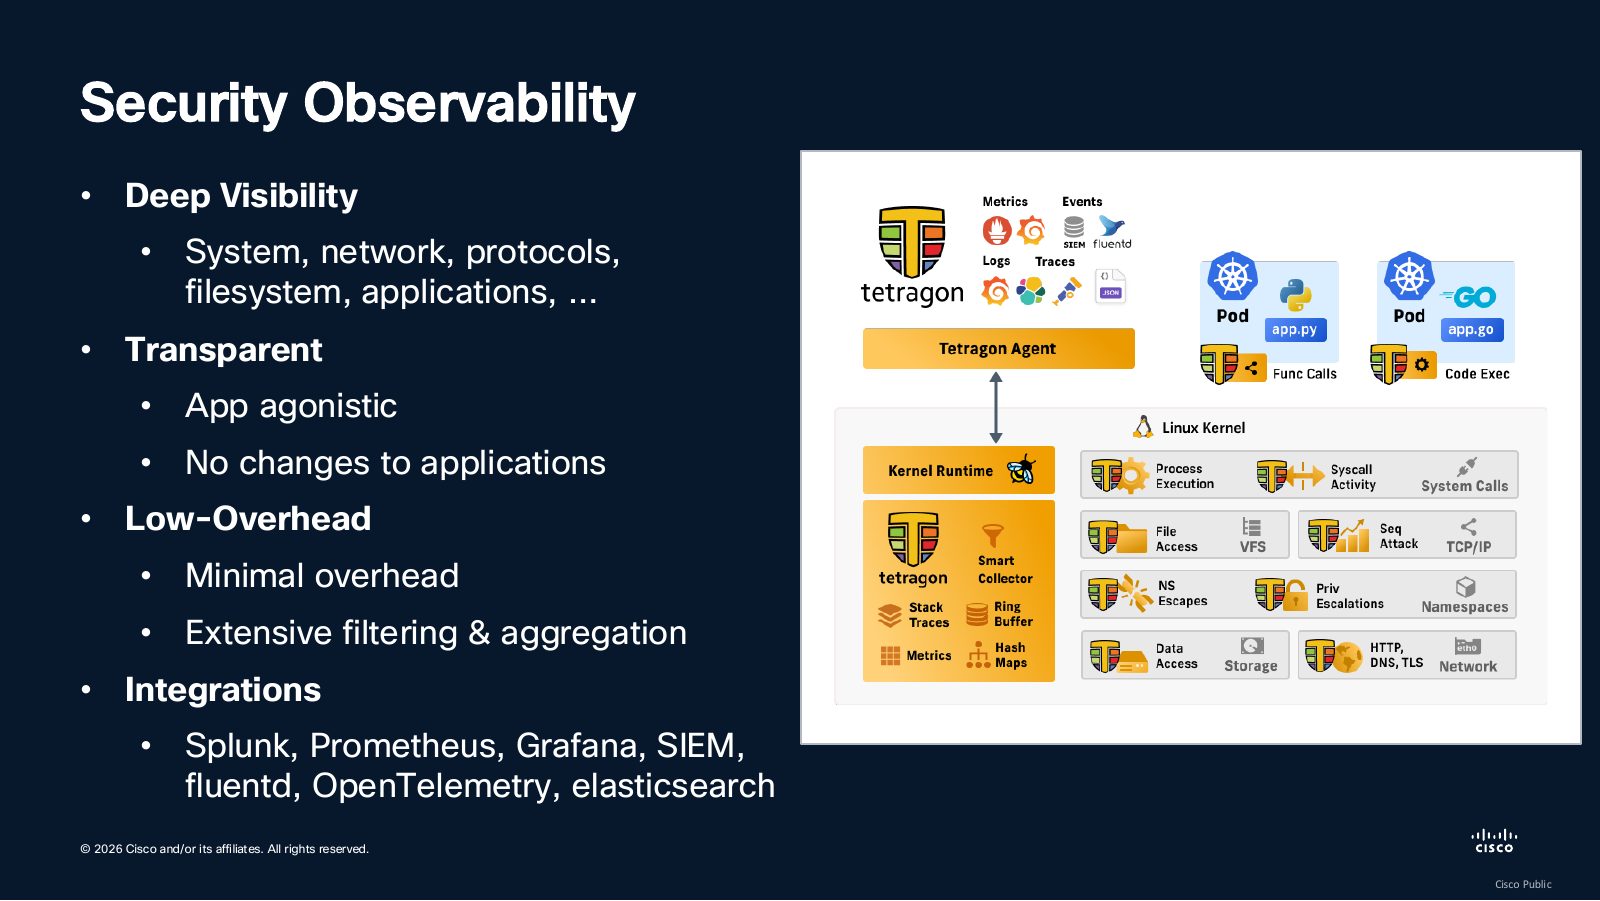 Security Observability
• Deep Visibility
• System, network, protocols,
filesystem, applications, ...
• Transparent
• App agonistic
• No changes to applications
• Low-Overhead
• Minimal overhead
• Extensive filtering & aggregation
• Integrations
• Splunk, Prometheus, Grafana, SIEM,
fluentd, OpenTelemetry, elasticsearch
tetragon
Metrics
Events
SIEM
fluentd
Logs
Traces
{}
JSON
Tetragon Agent
Pod
app.py
Func Calls
Pod
GO
app.go
Code Exec
Linux Kernel
Kernel Runtime
tetragon
Smart
Collector
Stack
Traces
Ring
Buffer
Metrics
Hash
Maps
Process
Execution
Syscall
Activity
System Calls
File
Access
VFS
Seq
Attack
TCP/IP
NS
Escapes
Priv
Escalations
Namespaces
Data
Access
Storage
HTTP,
DNS, TLS
eth0
Network
© 2026 Cisco and/or its affiliates. All rights reserved.
CISCO
Cisco Public